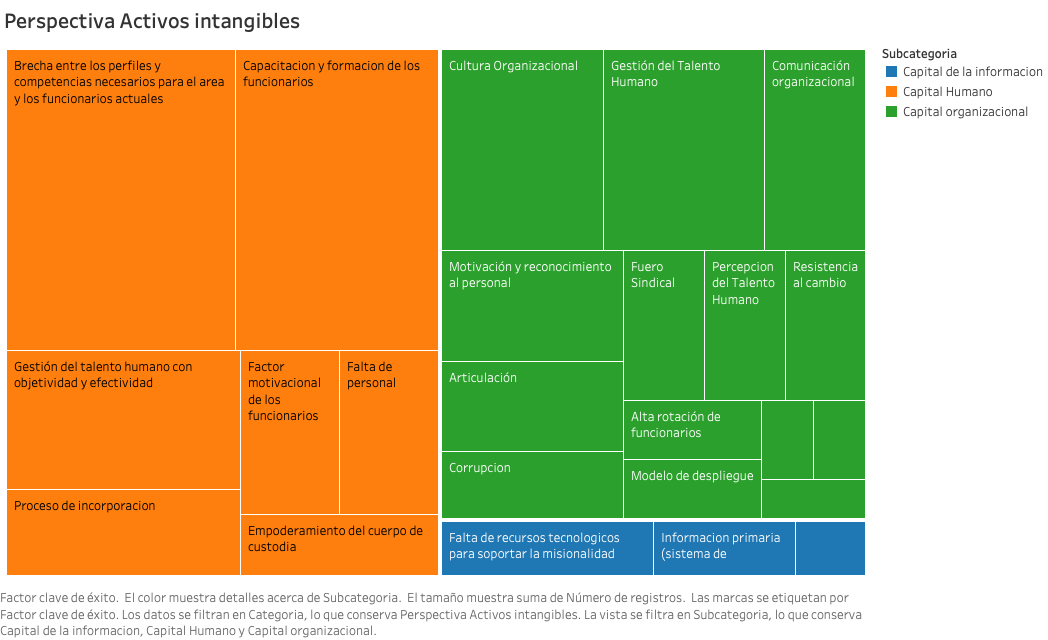 Perspectiva Activos intangibles
Brecha entre los perfiles y
competencias necesarios para el area
y los funcionarios actuales
Capacitacion y formacion de los
funcionarios
Gestión del talento humano con
objetividad y efectividad
Factor
motivacional
de los
funcionarios
Falta de
personal
Proceso de incorporacion
Empoderamiento del cuerpo de
custodia
Cultura Organizacional
Gestión del Talento
Humano
Comunicación
organizacional
Motivación y reconocimiento
al personal
Fuero
Sindical
Percepcion
del Talento
Humano
Resistencia
al cambio
Articulación
Alta rotación de
funcionarios
Corrupcion
Modelo de despliegue
Falta de recursos tecnologicos
para soportar la misionalidad
Informacion primaria
(sistema de
Subcategoria
Capital de la informacion
Capital Humano
Capital organizacional
Factor clave de éxito.  El color muestra detalles acerca de Subcategoria.  El tamaño muestra suma de Número de registros.  Las marcas se etiquetan por
Factor clave de éxito. Los datos se filtran en Categoria, lo que conserva Perspectiva Activos intangibles. La vista se filtra en Subcategoria, lo que conserva
Capital de la informacion, Capital Humano y Capital organizacional.